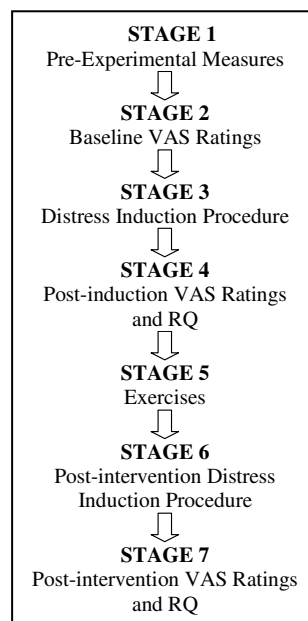 STAGE 1
Pre-Experimental Measures
STAGE 2
Baseline VAS Ratings
STAGE 3
Distress Induction Procedure
STAGE 4
Post-induction VAS Ratings
and RQ
STAGE 5
Exercises
STAGE 6
Post-intervention Distress
Induction Procedure
STAGE 7
Post-intervention VAS Ratings
and RQ